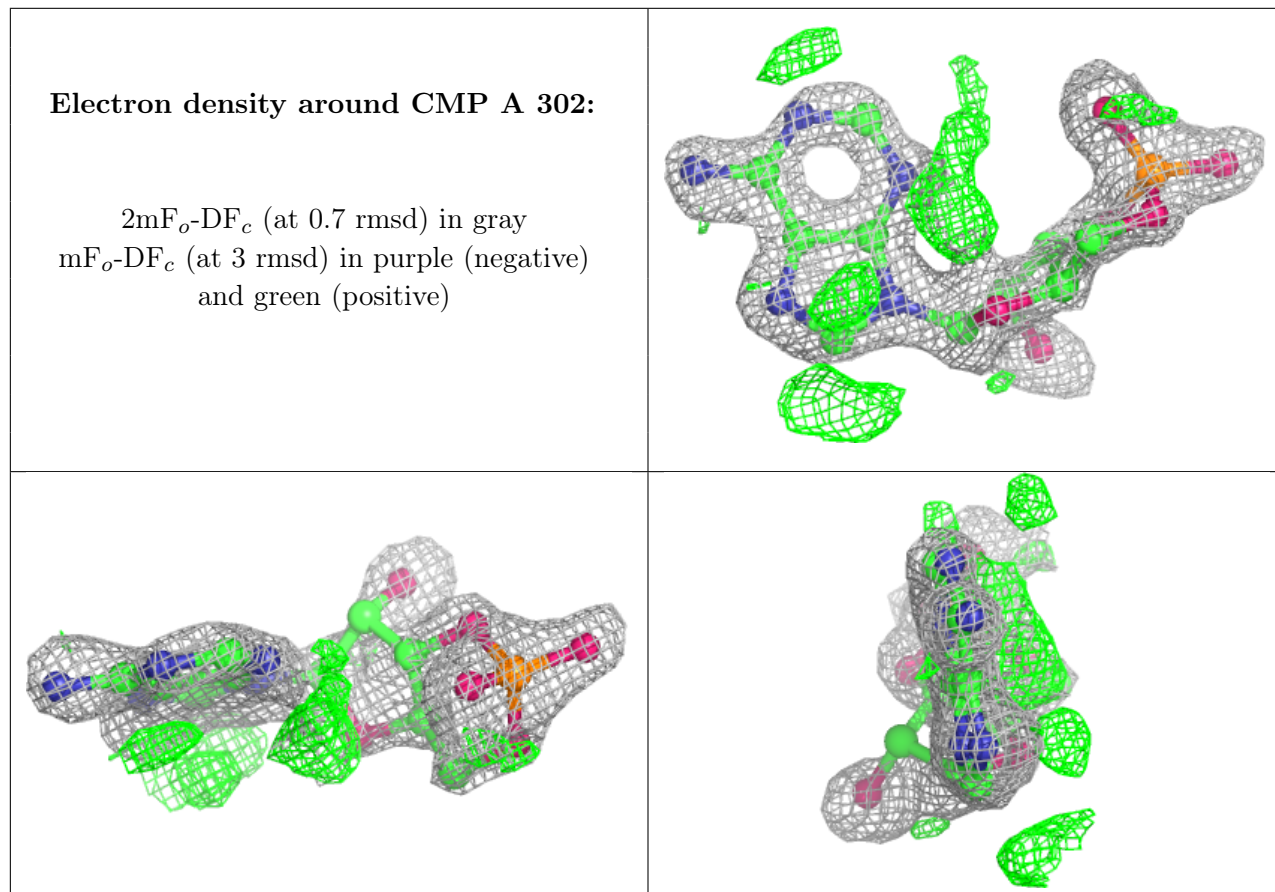 Electron density around CMP A 302:
2mFo-DFc (at 0.7 rmsd) in gray
mFo-DFc (at 3 rmsd) in purple (negative)
and green (positive)